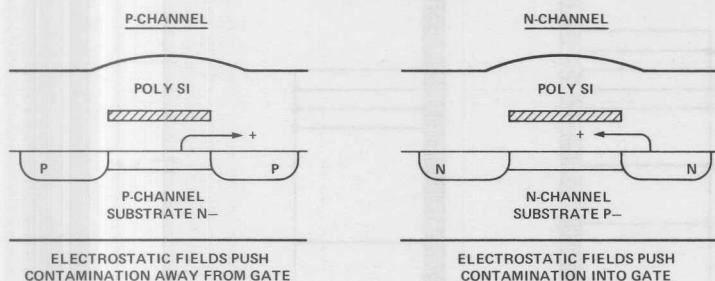 P-CHANNEL
POLY SI
+
P
P
P-CHANNEL
SUBSTRATE N—
ELECTROSTATIC FIELDS PUSH
CONTAMINATION AWAY FROM GATE
N-CHANNEL
POLY SI
+
N
N
N-CHANNEL
SUBSTRATE P—
ELECTROSTATIC FIELDS PUSH
CONTAMINATION INTO GATE